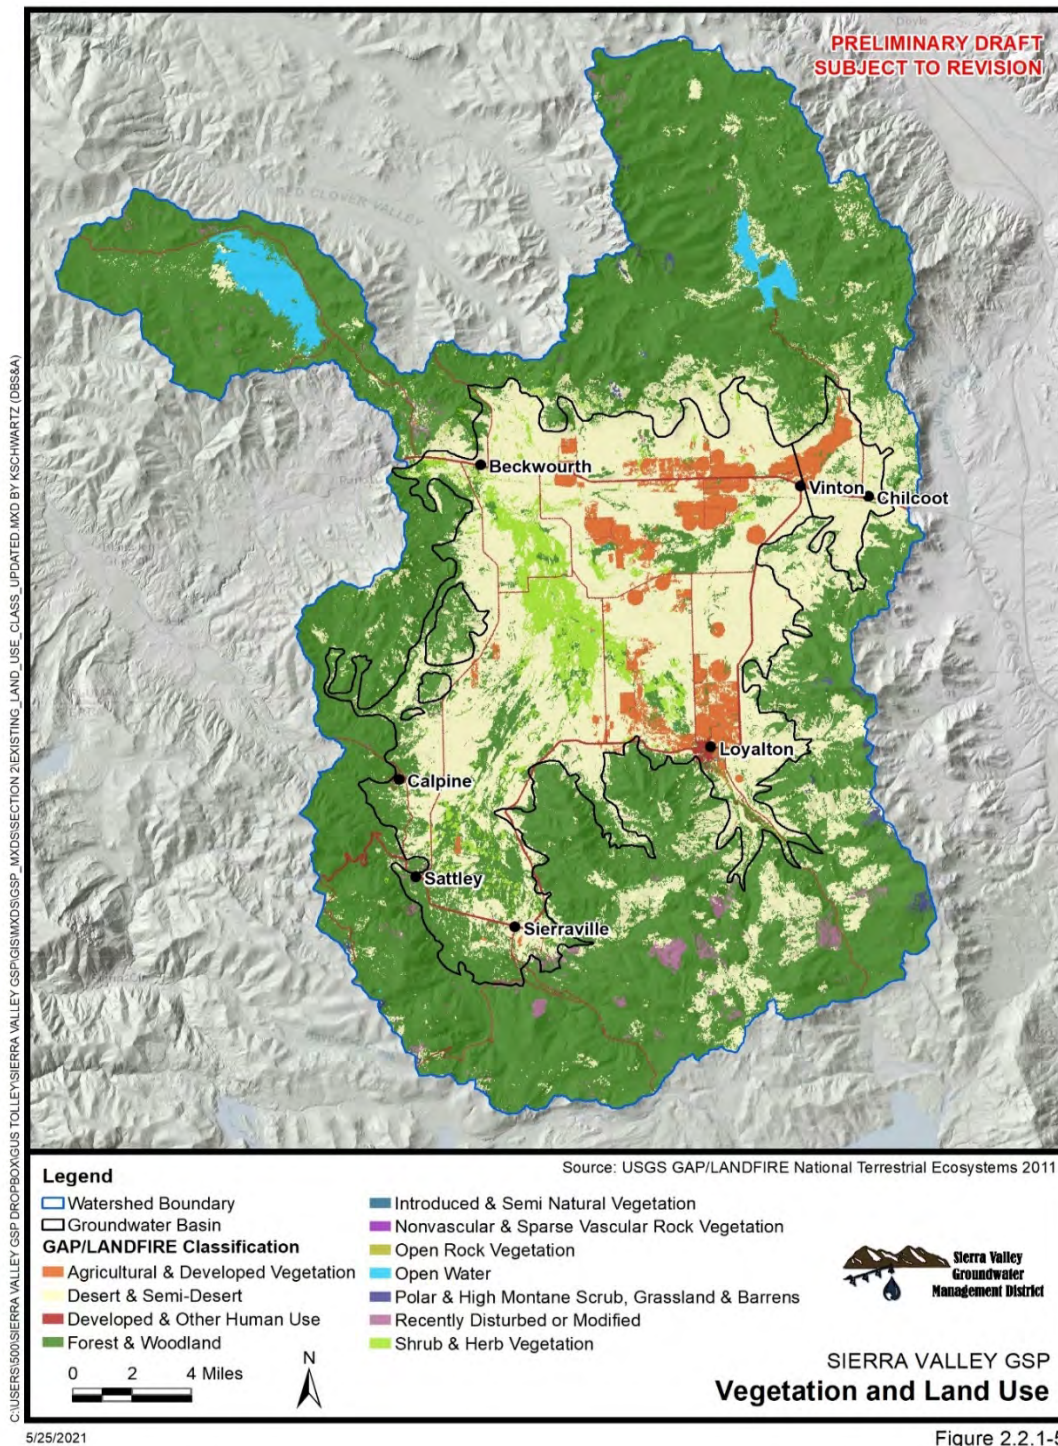 PRELIMINARY DRAFT
SUBJECT TO REVISION
Doyle
CLOVER VALLEY
Beckwourth
Vinton
Chilcoot
Loyalton
Calpine
Sattley
Sierraville
C:\USERS\500\SIERRA VALLEY GSP DROPBOX\GUS TOLLEY\SIERRA VALLEY GSP\GIS\MXDS\GSP_MXDS\SECTION 2\EXISTING_LAND_USE_CLASS_UPDATED.MXD BY KSCHWARTZ (DBS&A)
Source: USGS GAP/LANDFIRE National Terrestrial Ecosystems 2011
Legend
Watershed Boundary
Groundwater Basin
GAP/LANDFIRE Classification
Agricultural & Developed Vegetation
Desert & Semi-Desert
Developed & Other Human Use
Forest & Woodland
Introduced & Semi Natural Vegetation
Nonvascular & Sparse Vascular Rock Vegetation
Open Rock Vegetation
Open Water
Polar & High Montane Scrub, Grassland & Barrens
Recently Disturbed or Modified
Shrub & Herb Vegetation
0 2 4 Miles
N
Sierra Valley
Groundwater
Management District
SIERRA VALLEY GSP
Vegetation and Land Use
5/25/2021
Figure 2.2.1-5